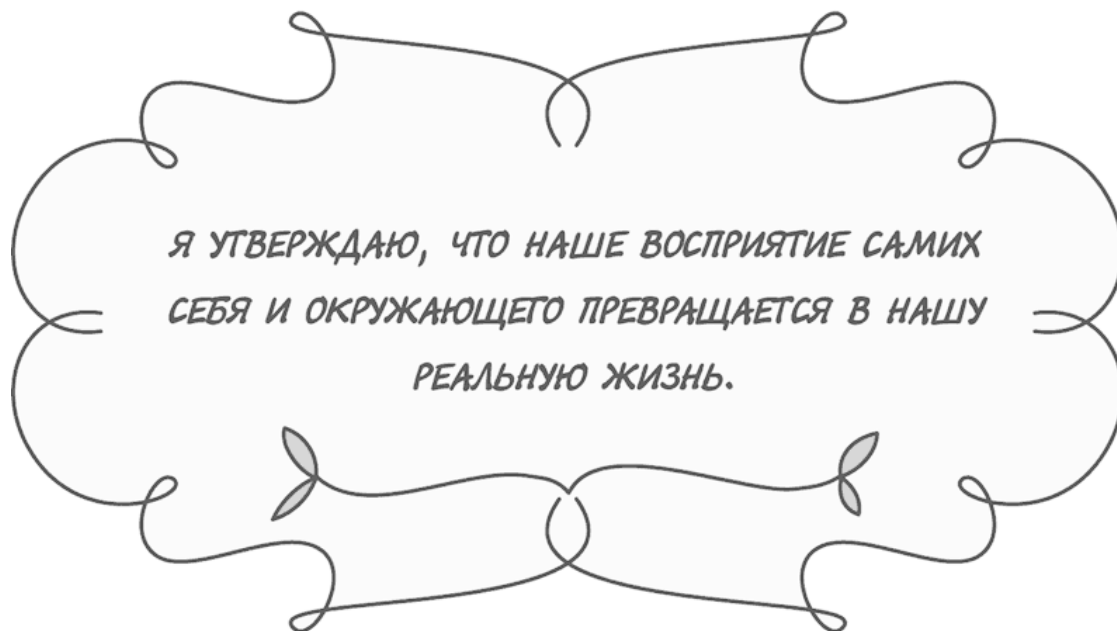 Я УТВЕРЖДАЮ, ЧТО НАШЕ ВОСПРИЯТИЕ САМИХ
СЕБЯ И ОКРУЖАЮЩЕГО ПРЕВРАЩАЕТСЯ В НАШУ
РЕАЛЬНУЮ ЖИЗНЬ.